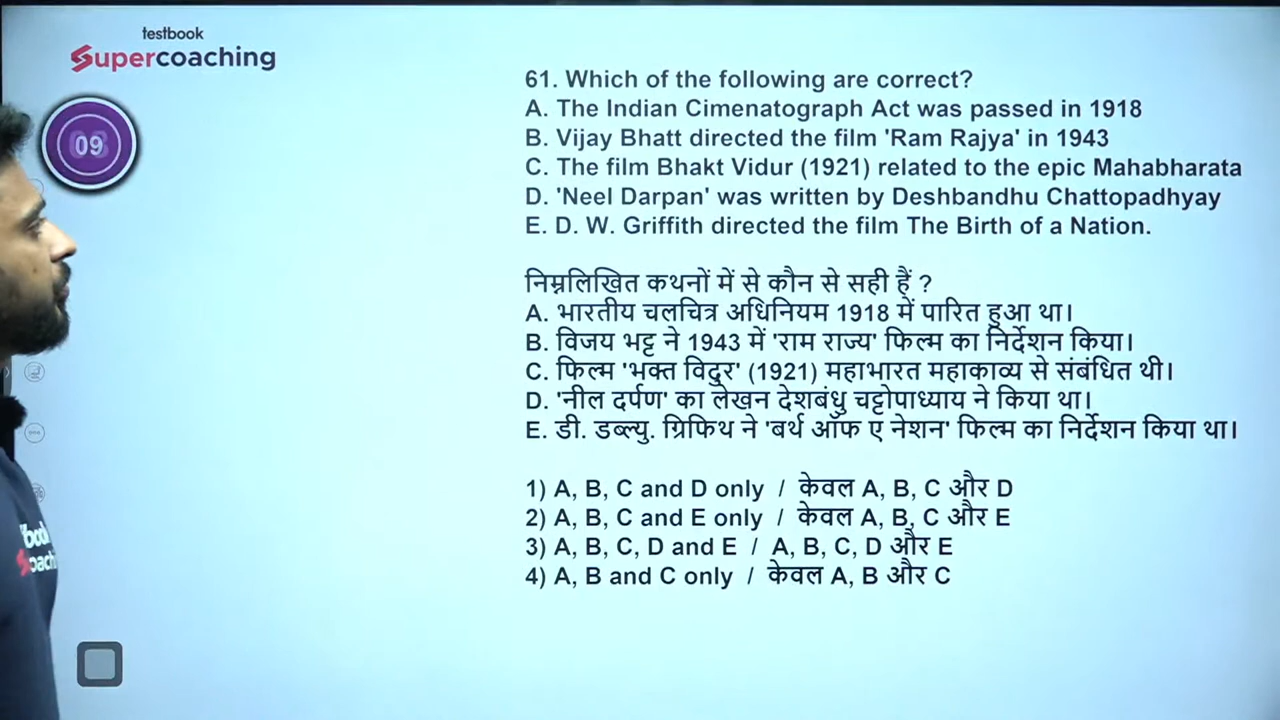 testbook
Supercoaching
09
61. Which of the following are correct?
A. The Indian Cimenatograph Act was passed in 1918
B. Vijay Bhatt directed the film 'Ram Rajya' in 1943
C. The film Bhakt Vidur (1921) related to the epic Mahabharata
D. 'Neel Darpan' was written by Deshbandhu Chattopadhyay
E. D. W. Griffith directed the film The Birth of a Nation.
निम्नलिखित कथनों में से कौन से सही हैं ?
A. भारतीय चलचित्र अधिनियम 1918 में पारित हुआ था।
B. विजय भट्ट ने 1943 में 'राम राज्य' फिल्म का निर्देशन किया।
C. फिल्म 'भक्त विदुर' (1921) महाभारत महाकाव्य से संबंधित थी।
D. 'नील दर्पण' का लेखन देशबंधु चट्टोपाध्याय ने किया था।
E. डी. डब्ल्यु. ग्रिफिथ ने 'बर्थ ऑफ ए नेशन' फिल्म का निर्देशन किया था।
1) A, B, C and D only / केवल A, B, C और D
2) A, B, C and E only / केवल A, B, C और E
3) A, B, C, D and E / A, B, C, D और E
4) A, B and C only / केवल A, B और C